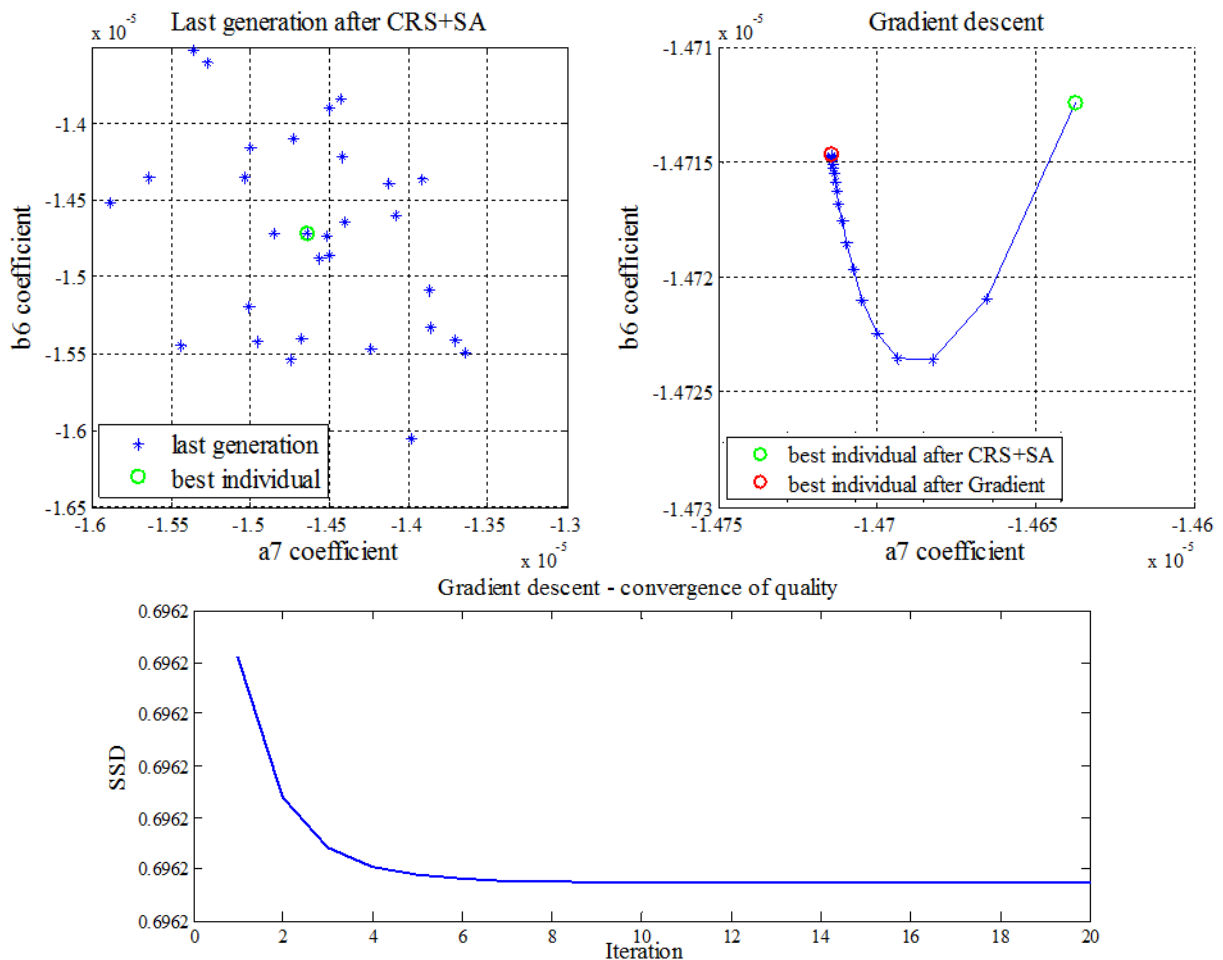 Last generation after CRS+SA
x 10^-5
-1.4
-1.45
-1.5
-1.55
-1.6
-1.65
b6 coefficient
last generation
best individual
-1.6 -1.55 -1.5 -1.45 -1.4 -1.35 -1.3
a7 coefficient
x 10^-5
Gradient descent
x 10^-5
-1.471
-1.4715
-1.472
-1.4725
-1.473
b6 coefficient
best individual after CRS+SA
best individual after Gradient
-1.475 -1.47 -1.465 -1.46
a7 coefficient
x 10^-5
Gradient descent - convergence of quality
0.6962
0.6962
0.6962
0.6962
0.6962
0.6962
0.6962
SSD
0 2 4 6 8 10 12 14 16 18 20
Iteration